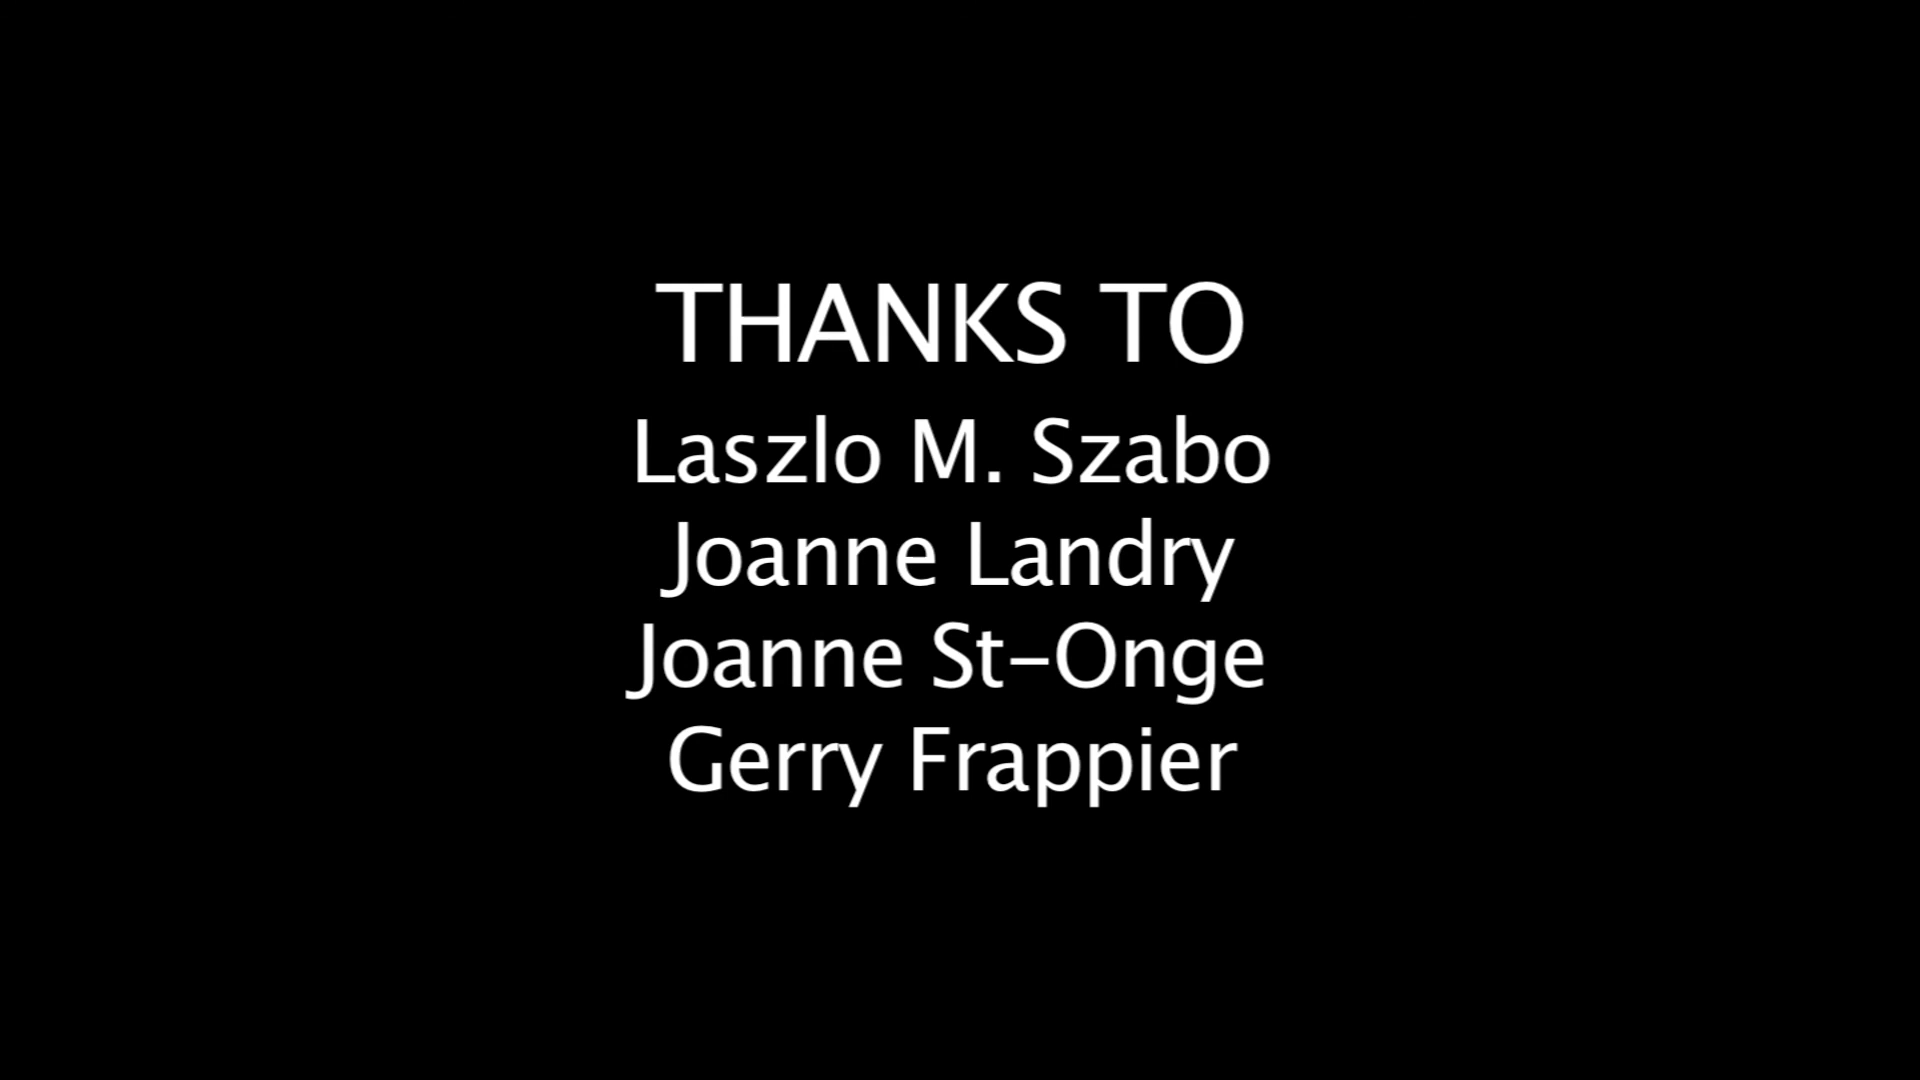 THANKS TO
Laszlo M. Szabo
Joanne Landry
Joanne St-Onge
Gerry Frappier